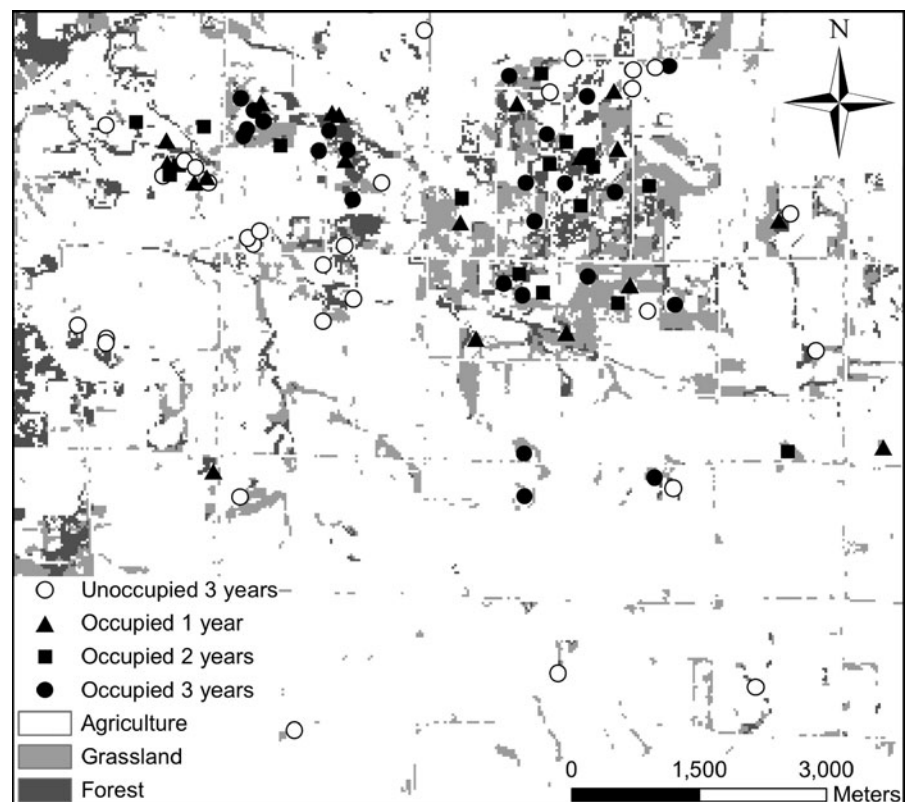 N
Unoccupied 3 years
Occupied 1 year
Occupied 2 years
Occupied 3 years
Agriculture
Grassland
Forest
0 1,500 3,000
Meters